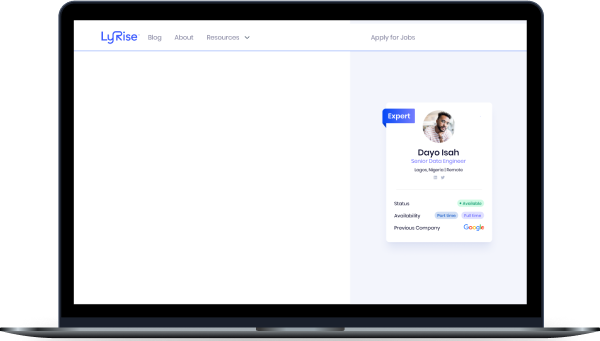 LyRise Blog About Resources Apply for Jobs
Expert
Dayo Isah
Senior Data Engineer
Lagos, Nigeria | Remote
Status + Available
Availability Part time Full time
Previous Company Google